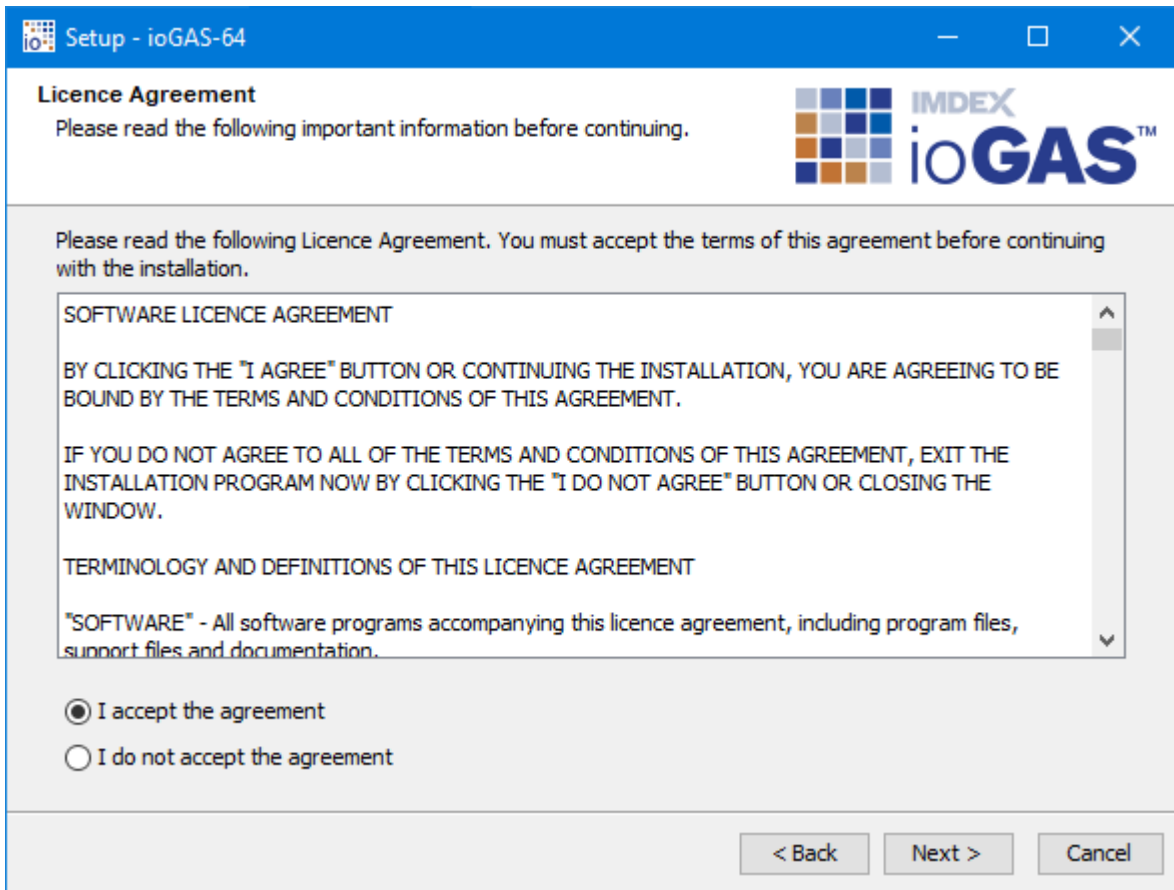 io Setup - ioGAS-64
Licence Agreement
Please read the following important information before continuing.
IMDEX
ioGAS™
Please read the following Licence Agreement. You must accept the terms of this agreement before continuing
with the installation.
SOFTWARE LICENCE AGREEMENT
BY CLICKING THE "I AGREE" BUTTON OR CONTINUING THE INSTALLATION, YOU ARE AGREEING TO BE
BOUND BY THE TERMS AND CONDITIONS OF THIS AGREEMENT.
IF YOU DO NOT AGREE TO ALL OF THE TERMS AND CONDITIONS OF THIS AGREEMENT, EXIT THE
INSTALLATION PROGRAM NOW BY CLICKING THE "I DO NOT AGREE" BUTTON OR CLOSING THE
WINDOW.
TERMINOLOGY AND DEFINITIONS OF THIS LICENCE AGREEMENT
"SOFTWARE" - All software programs accompanying this licence agreement, including program files,
support files and documentation.
I accept the agreement
I do not accept the agreement
< Back Next > Cancel